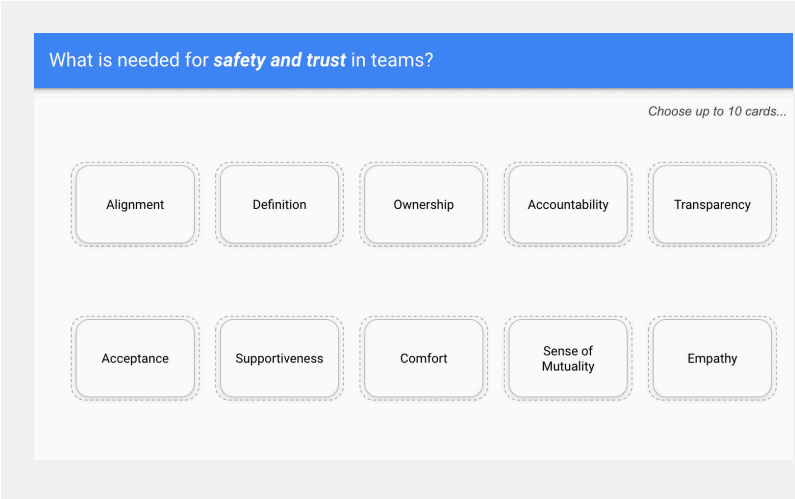 What is needed for safety and trust in teams?
Choose up to 10 cards...
Alignment
Definition
Ownership
Accountability
Transparency
Acceptance
Supportiveness
Comfort
Sense of
Mutuality
Empathy